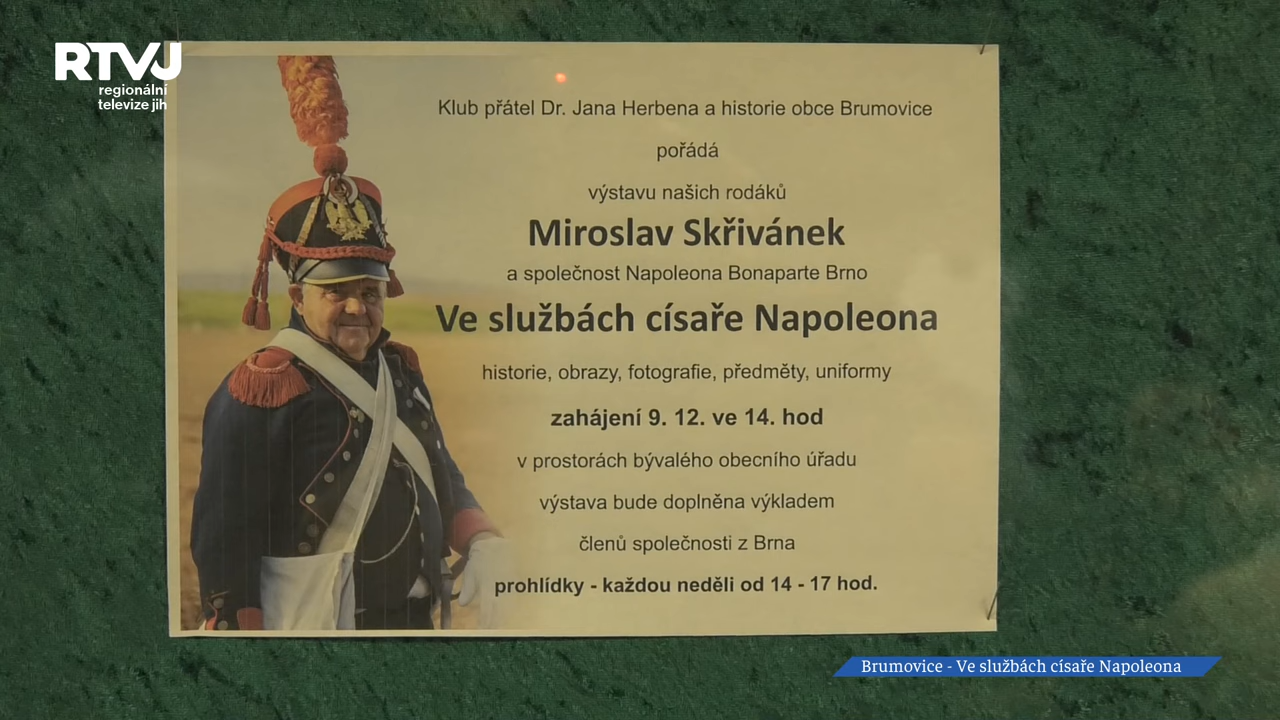 RTVJ
regionální
televize jih
Klub přátel Dr. Jana Herbena a historie obce Brumovice
pořádá
výstavu našich rodáků
Miroslav Skřivánek
a společnost Napoleona Bonaparte Brno
Ve službách císaře Napoleona
historie, obrazy, fotografie, předměty, uniformy
zahájení 9. 12. ve 14. hod
v prostorách bývalého obecního úřadu
výstava bude doplněna výkladem
členů společnosti z Brna
prohlídky - každou neděli od 14 - 17 hod.
Brumovice - Ve službách císaře Napoleona